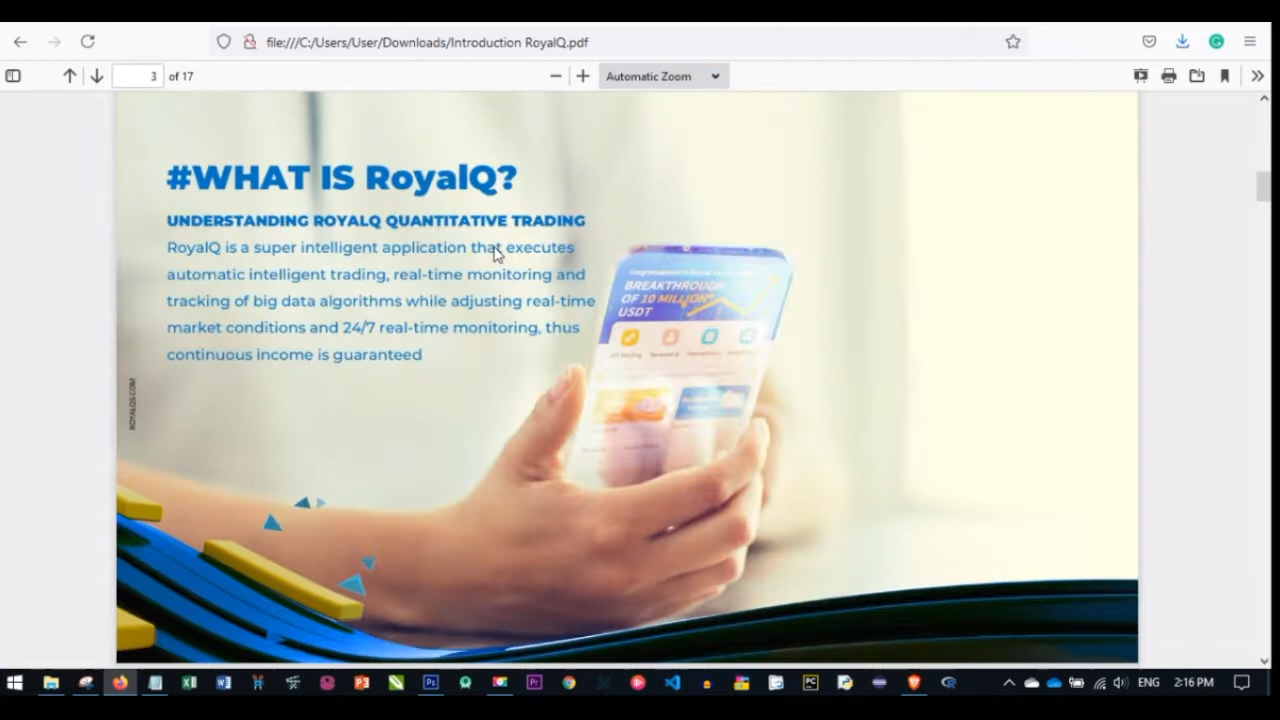 file:///C:/Users/User/Downloads/Introduction RoyalQ.pdf
3 of 17
Automatic Zoom
#WHAT IS RoyalQ?
UNDERSTANDING ROYALQ QUANTITATIVE TRADING
RoyalQ is a super intelligent application that executes
automatic intelligent trading, real-time monitoring and
tracking of big data algorithms while adjusting real-time
market conditions and 24/7 real-time monitoring, thus
continuous income is guaranteed
BREAKTHROUGH
OF 10 MILLION
USDT
ROYALQS.COM
ENG
2:16 PM